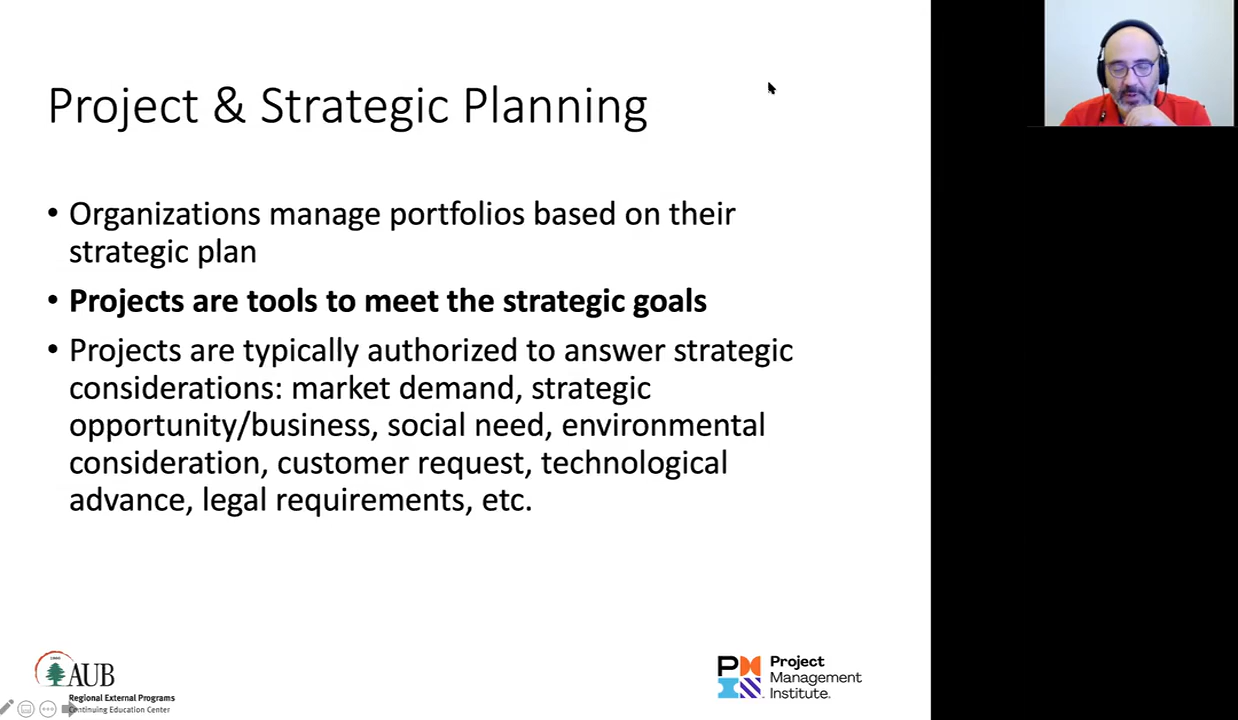 Project & Strategic Planning
• Organizations manage portfolios based on their
strategic plan
• Projects are tools to meet the strategic goals
• Projects are typically authorized to answer strategic
considerations: market demand, strategic
opportunity/business, social need, environmental
consideration, customer request, technological
advance, legal requirements, etc.
1866
AUB
Regional External Programs
Continuing Education Center
Project
Management
Institute.